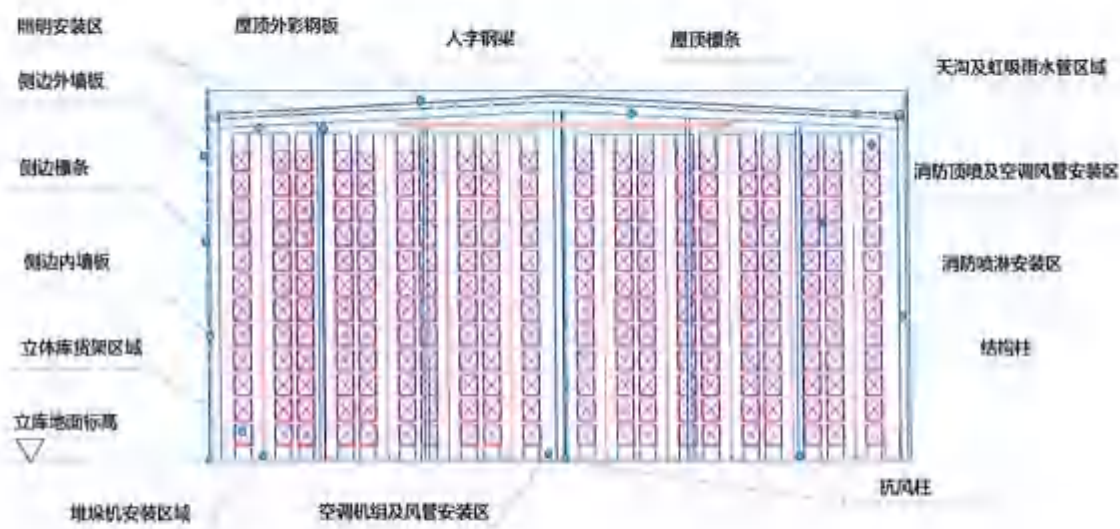 照明安装区
屋顶外彩钢板
人字钢梁
屋顶檩条
天沟及虹吸雨水管区域
侧边外墙板
侧边檩条
消防顶喷及空调风管安装区
侧边内墙板
消防喷淋安装区
立体库货架区域
结构柱
立库地面标高
抗风柱
堆垛机安装区域
空调机组及风管安装区